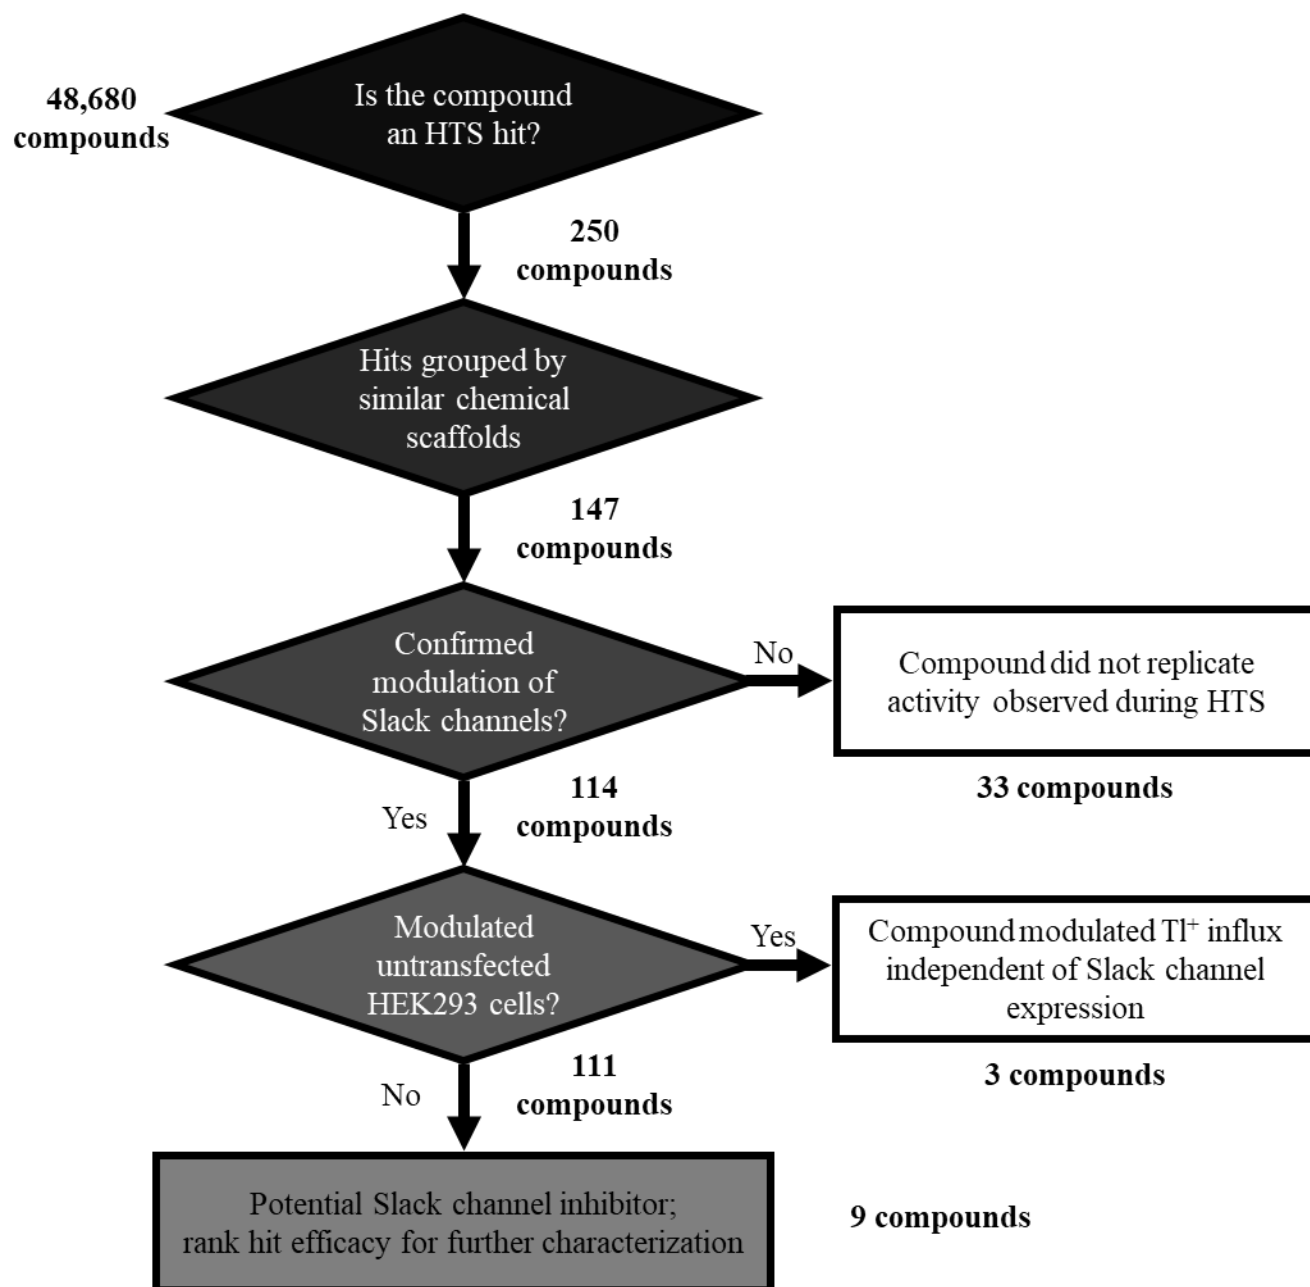 48,680
compounds
Is the compound
an HTS hit?
250
compounds
Hits grouped by
similar chemical
scaffolds
147
compounds
Confirmed
modulation of
Slack channels?
No
Compound did not replicate
activity observed during HTS
33 compounds
Yes
114
compounds
Modulated
untransfected
HEK293 cells?
Yes
Compound modulated Tl⁺ influx
independent of Slack channel
expression
3 compounds
No
111
compounds
Potential Slack channel inhibitor;
rank hit efficacy for further characterization
9 compounds